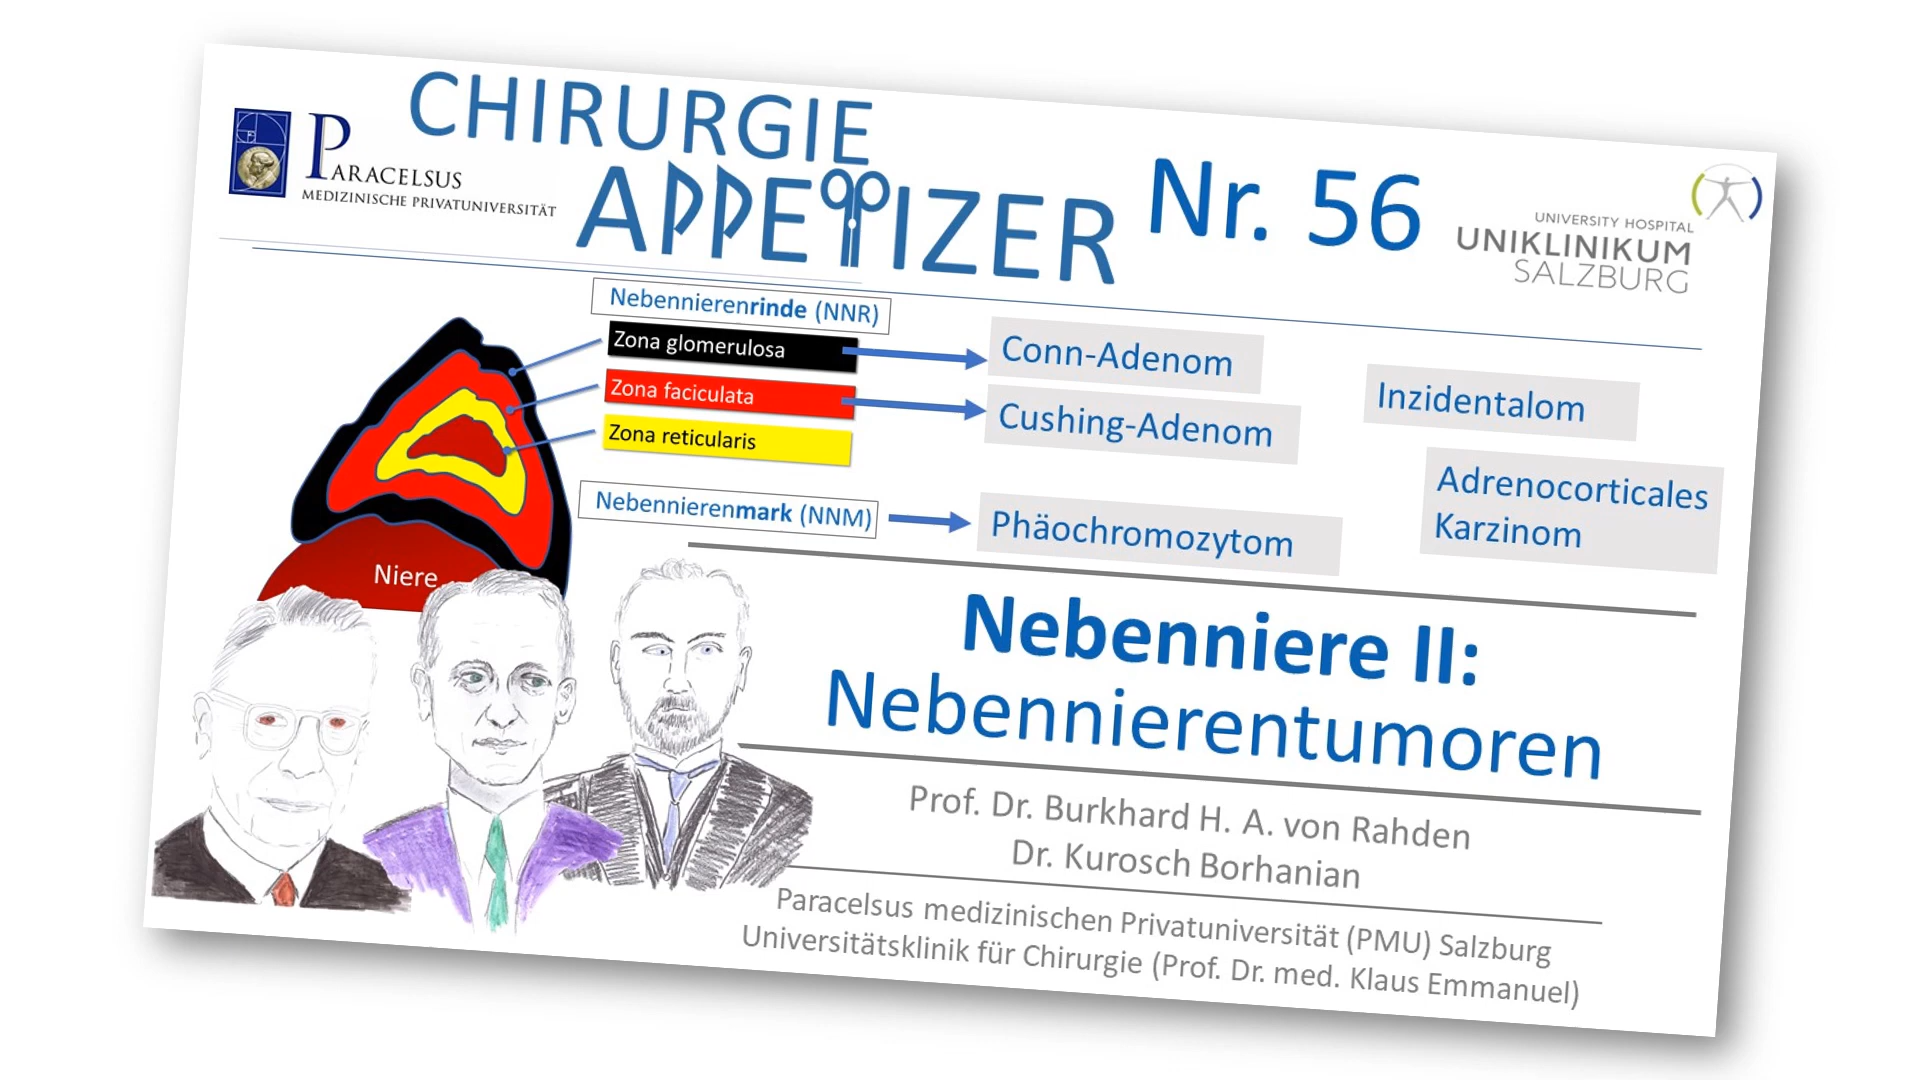 CHIRURGIE
APPETIZER
Nr. 56
PARACELSUS
MEDIZINISCHE PRIVATUNIVERSITÄT
UNIVERSITY HOSPITAL
UNIKLINIKUM
SALZBURG
Nebennierenrinde (NNR)
Zona glomerulosa
Zona faciculata
Zona reticularis
Nebennierenmark (NNM)
Conn-Adenom
Cushing-Adenom
Phäochromozytom
Inzidentalom
Adrenocorticales
Karzinom
Niere
Nebenniere II:
Nebennierentumoren
Prof. Dr. Burkhard H. A. von Rahden
Dr. Kurosch Borhanian
Paracelsus medizinischen Privatuniversität (PMU) Salzburg
Universitätsklinik für Chirurgie (Prof. Dr. med. Klaus Emmanuel)